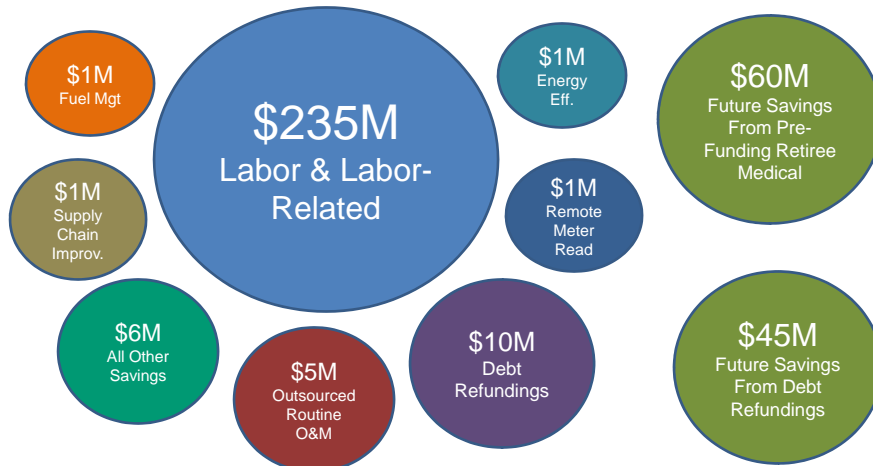 $1M
Fuel Mgt
$235M
Labor & Labor-
Related
$1M
Energy
Eff.
$60M
Future Savings
From Pre-
Funding Retiree
Medical
$1M
Supply
Chain
Improv.
$1M
Remote
Meter
Read
$6M
All Other
Savings
$5M
Outsourced
Routine
O&M
$10M
Debt
Refundings
$45M
Future Savings
From Debt
Refundings